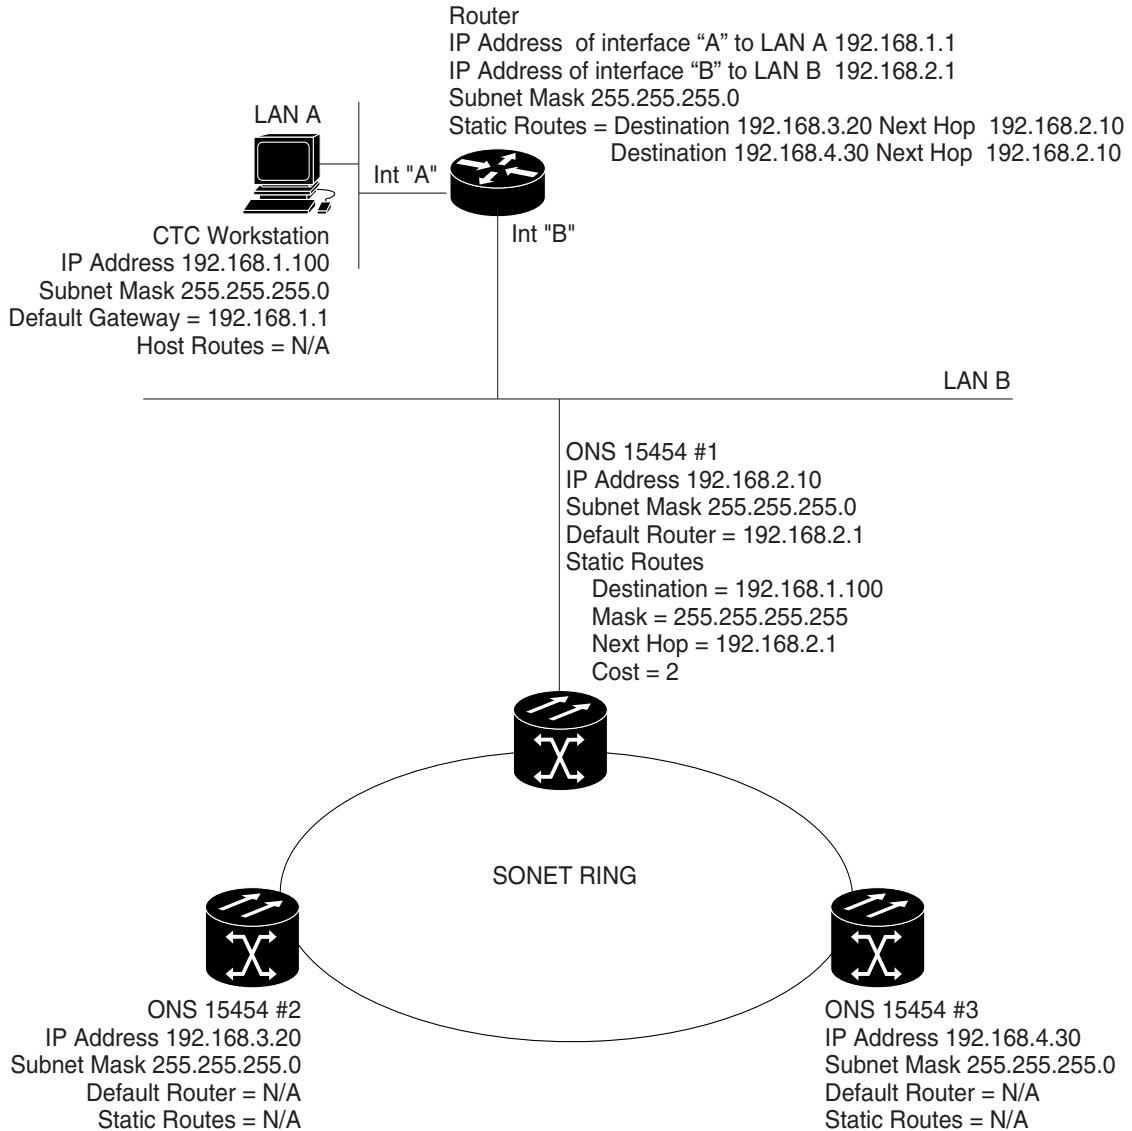 Router
IP Address of interface “A” to LAN A 192.168.1.1
IP Address of interface “B” to LAN B 192.168.2.1
Subnet Mask 255.255.255.0
Static Routes = Destination 192.168.3.20 Next Hop 192.168.2.10
Destination 192.168.4.30 Next Hop 192.168.2.10
LAN A
Int "A"
Int "B"
CTC Workstation
IP Address 192.168.1.100
Subnet Mask 255.255.255.0
Default Gateway = 192.168.1.1
Host Routes = N/A
LAN B
ONS 15454 #1
IP Address 192.168.2.10
Subnet Mask 255.255.255.0
Default Router = 192.168.2.1
Static Routes
Destination = 192.168.1.100
Mask = 255.255.255.255
Next Hop = 192.168.2.1
Cost = 2
SONET RING
ONS 15454 #2
IP Address 192.168.3.20
Subnet Mask 255.255.255.0
Default Router = N/A
Static Routes = N/A
ONS 15454 #3
IP Address 192.168.4.30
Subnet Mask 255.255.255.0
Default Router = N/A
Static Routes = N/A